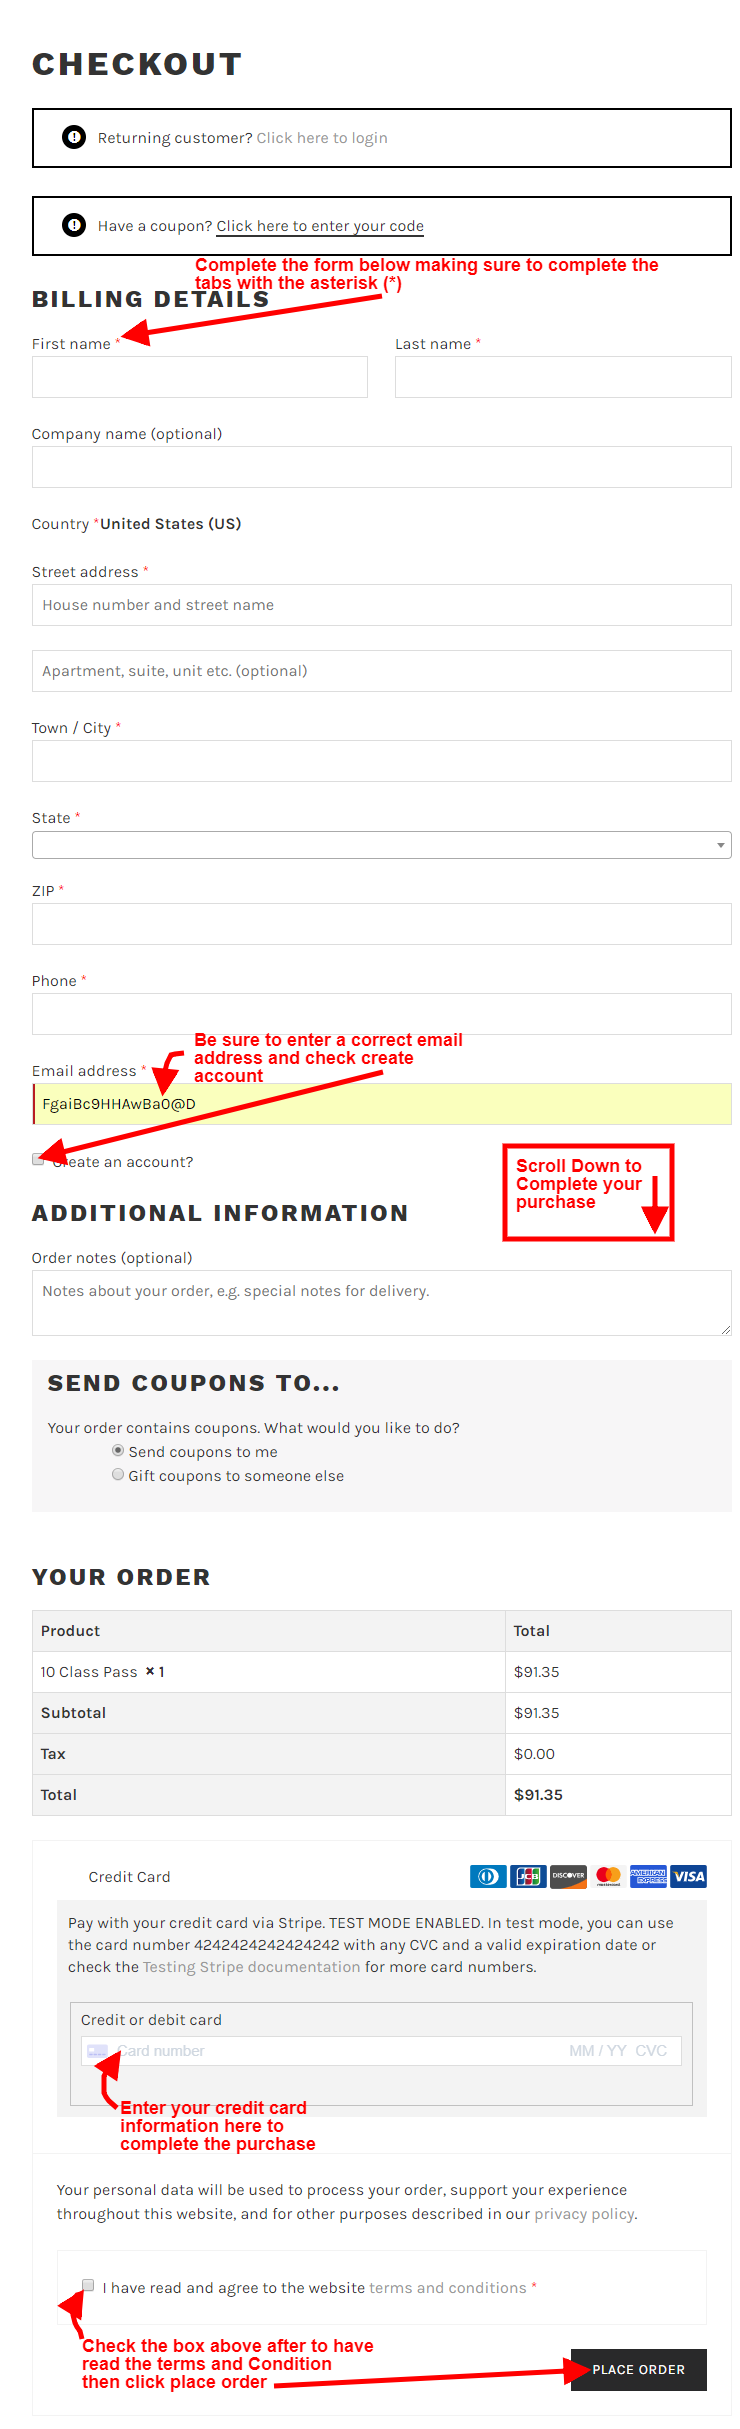 CHECKOUT
Returning customer? Click here to login
Have a coupon? Click here to enter your code
Complete the form below making sure to complete the
tabs with the asterisk (*)
BILLING DETAILS
First name *
Last name *
Company name (optional)
Country *United States (US)
Street address *
House number and street name
Apartment, suite, unit etc. (optional)
Town / City *
State *
ZIP *
Phone *
Be sure to enter a correct email
address and check create
account
Email address *
FgaiBc9HHAwBa0@D
Create an account?
Scroll Down to
Complete your
purchase
ADDITIONAL INFORMATION
Order notes (optional)
Notes about your order, e.g. special notes for delivery.
SEND COUPONS TO...
Your order contains coupons. What would you like to do?
Send coupons to me
Gift coupons to someone else
YOUR ORDER
Product Total
10 Class Pass × 1 $91.35
Subtotal $91.35
Tax $0.00
Total $91.35
Credit Card
JCB DISCOVER mastercard AMERICAN EXPRESS VISA
Pay with your credit card via Stripe. TEST MODE ENABLED. In test mode, you can use
the card number 4242424242424242 with any CVC and a valid expiration date or
check the Testing Stripe documentation for more card numbers.
Credit or debit card
Card number MM / YY CVC
Enter your credit card
information here to
complete the purchase
Your personal data will be used to process your order, support your experience
throughout this website, and for other purposes described in our privacy policy.
I have read and agree to the website terms and conditions *
Check the box above after to have
read the terms and Condition
then click place order
PLACE ORDER